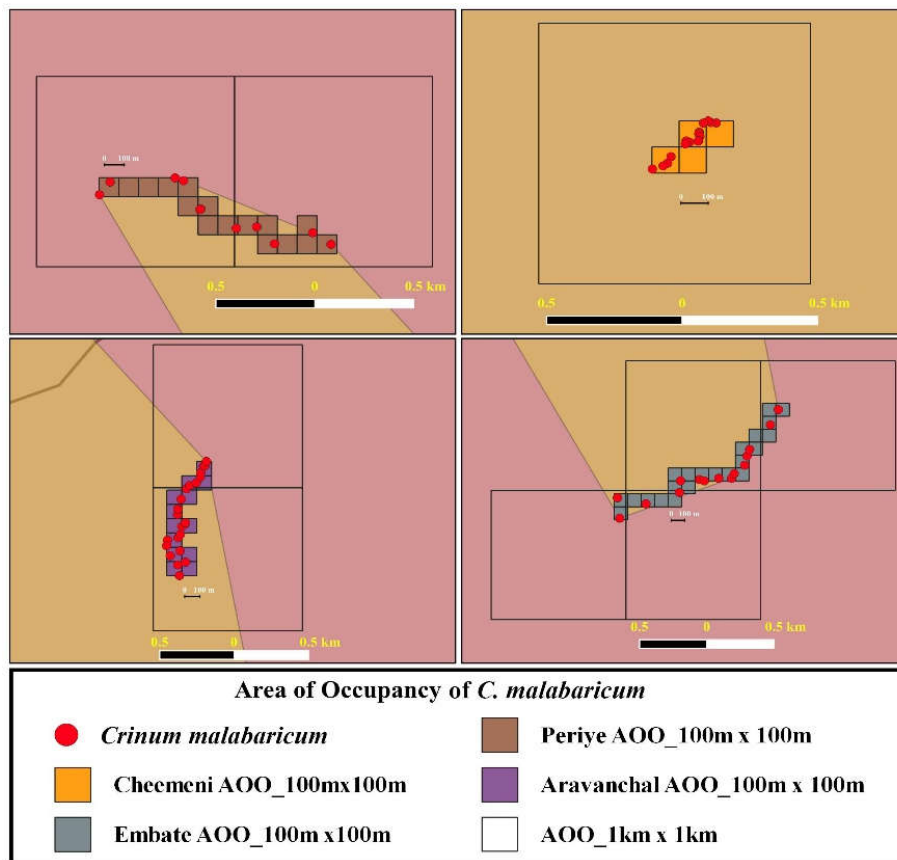 0 100 m
0.5 0 0.5 km
0 100 m
0.5 0 0.5 km
0 100 m
0.5 0 0.5 km
0 100 m
0.5 0 0.5 km
Area of Occupancy of C. malabaricum
Crinum malabaricum
Periye AOO_100m x 100m
Cheemeni AOO_100mx100m
Aravanchal AOO_100m x 100m
Embate AOO_100m x100m
AOO_1km x 1km